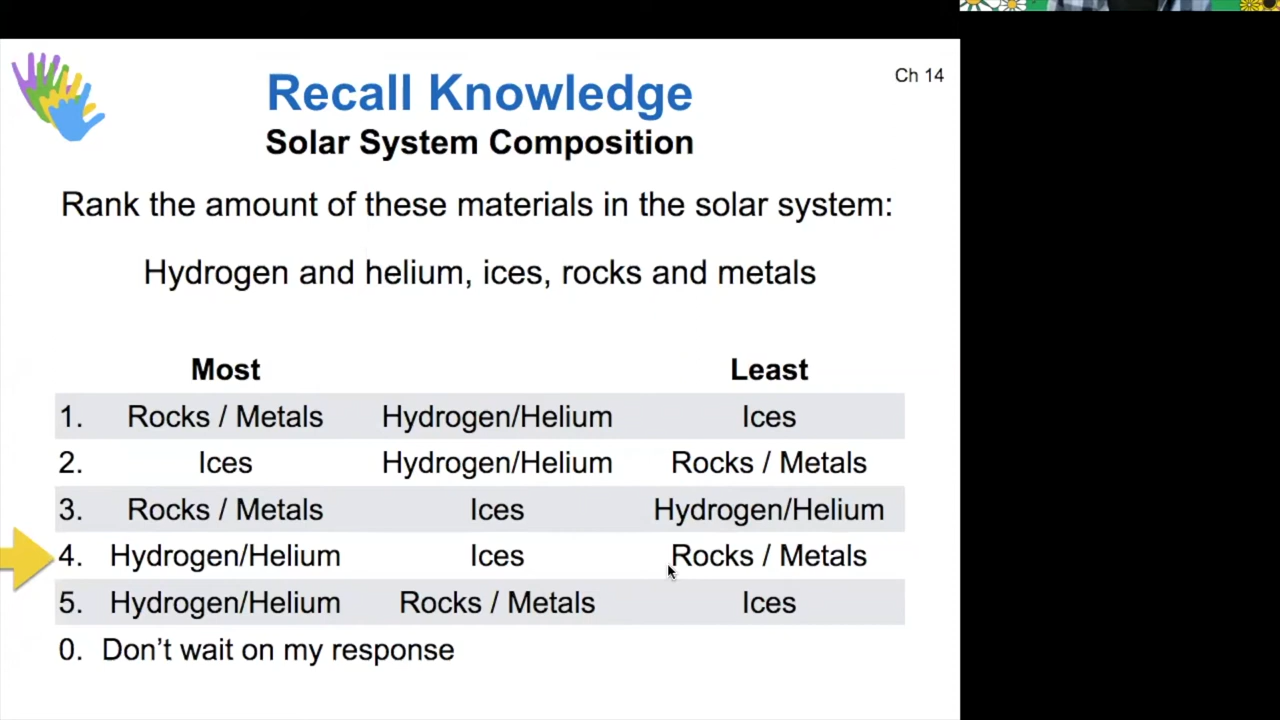 Ch 14
Recall Knowledge
Solar System Composition
Rank the amount of these materials in the solar system:
Hydrogen and helium, ices, rocks and metals
Most Least
1. Rocks / Metals Hydrogen/Helium Ices
2. Ices Hydrogen/Helium Rocks / Metals
3. Rocks / Metals Ices Hydrogen/Helium
4. Hydrogen/Helium Ices Rocks / Metals
5. Hydrogen/Helium Rocks / Metals Ices
0. Don’t wait on my response